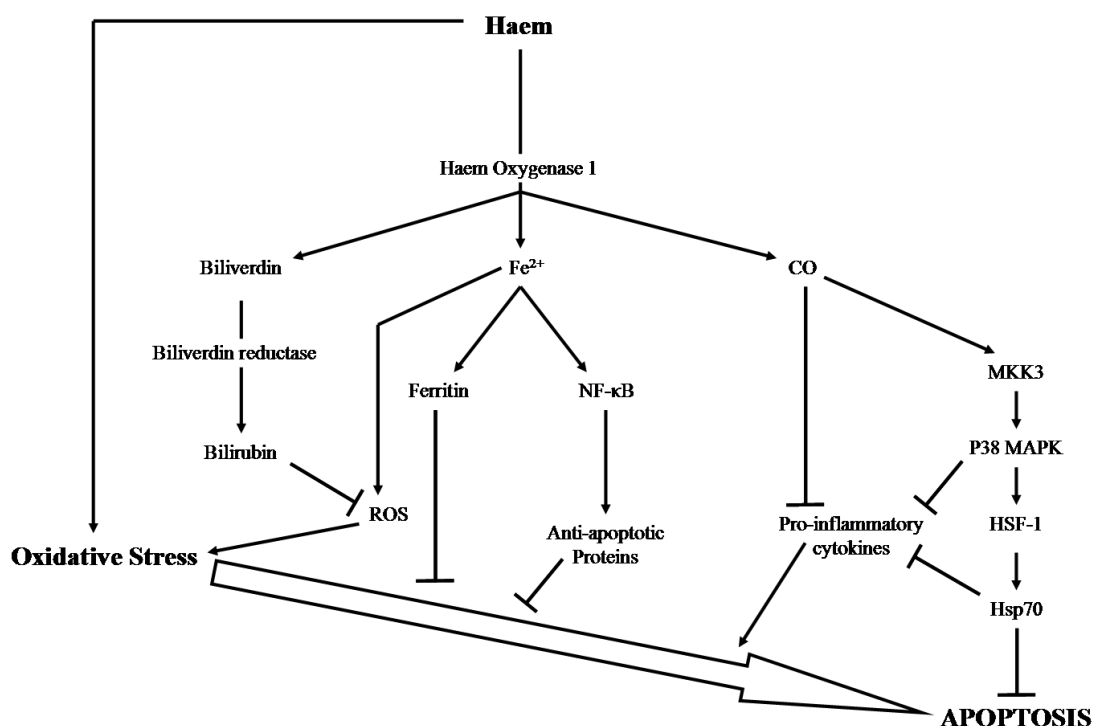 Haem
Haem Oxygenase 1
Biliverdin
Fe²⁺
CO
Biliverdin reductase
MKK3
Ferritin
NF-κB
Bilirubin
P38 MAPK
ROS
Pro-inflammatory
cytokines
HSF-1
Anti-apoptotic
Proteins
Oxidative Stress
Hsp70
APOPTOSIS